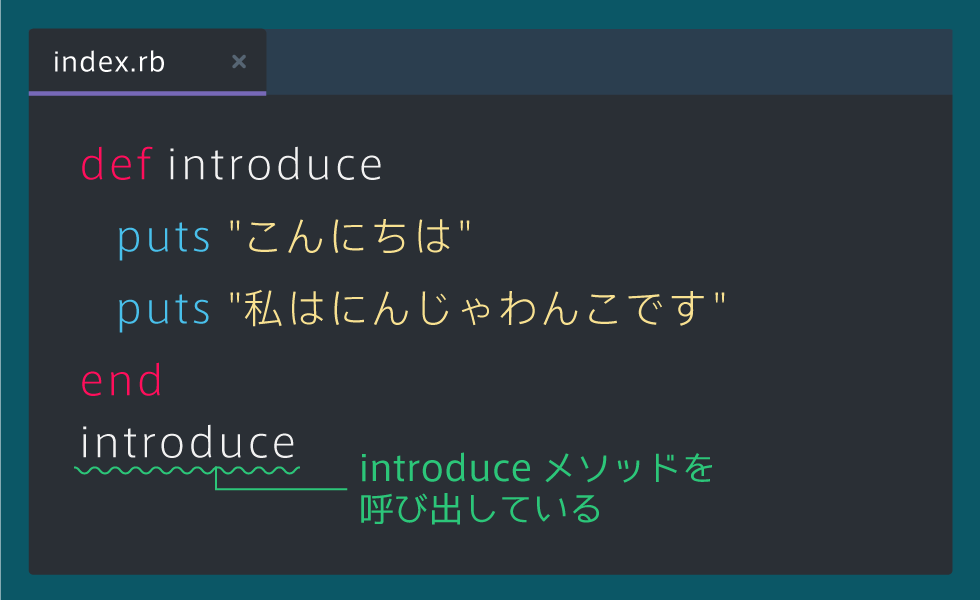 index.rb ×
def introduce
puts "こんにちは"
puts "私はにんじゃわんこです"
end
introduce
introduce メソッドを
呼び出している